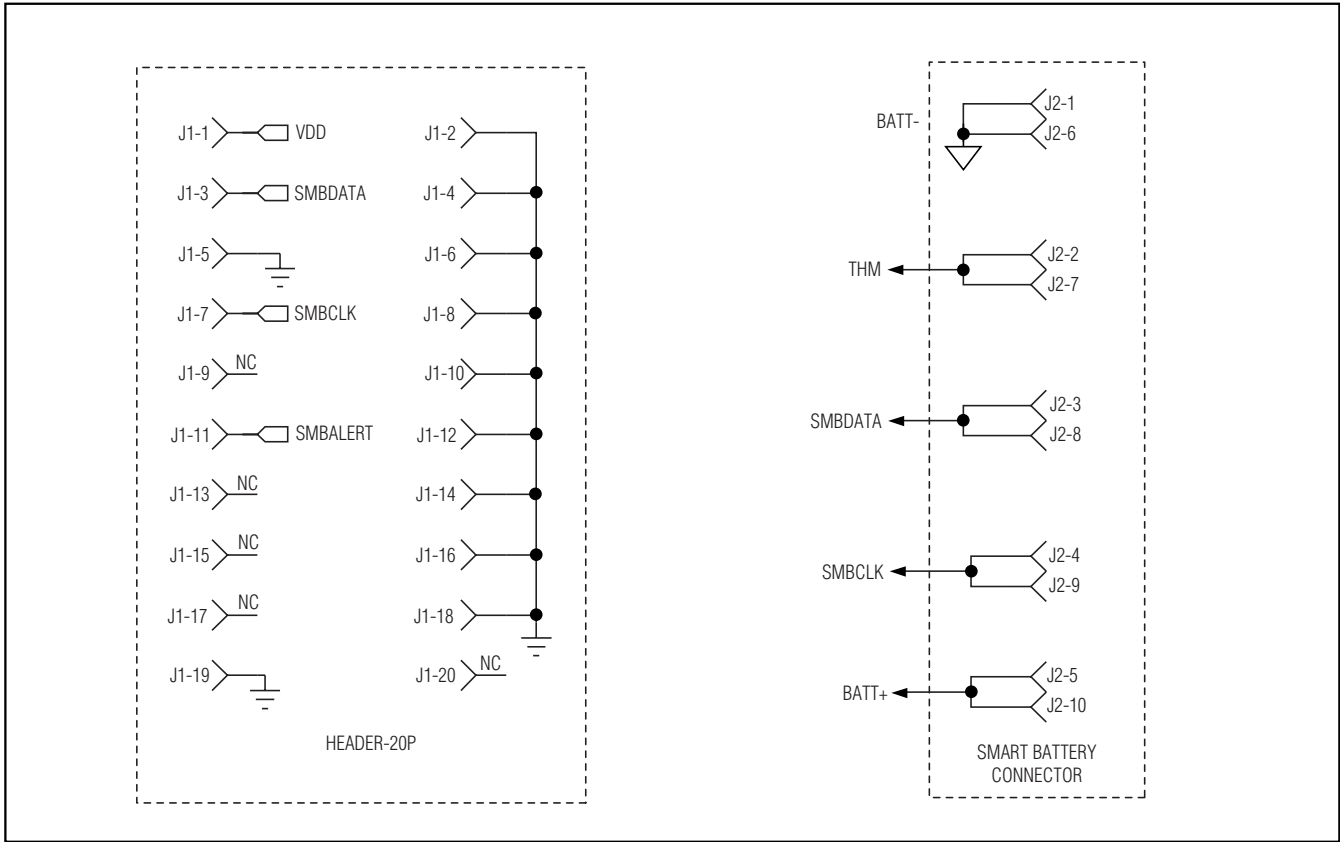 J1-1 VDD
J1-2
J1-3 SMBDATA
J1-4
J1-5
J1-6
J1-7 SMBCLK
J1-8
J1-9 NC
J1-10
J1-11 SMBALERT
J1-12
J1-13 NC
J1-14
J1-15 NC
J1-16
J1-17 NC
J1-18
J1-19
J1-20 NC
HEADER-20P
BATT-
J2-1
J2-6
THM
J2-2
J2-7
SMBDATA
J2-3
J2-8
SMBCLK
J2-4
J2-9
BATT+
J2-5
J2-10
SMART BATTERY
CONNECTOR